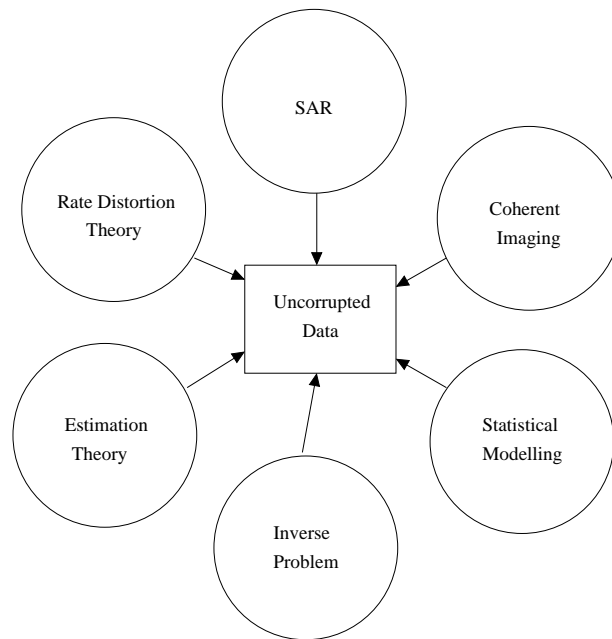 SAR
Rate Distortion
Theory
Coherent
Imaging
Uncorrupted
Data
Estimation
Theory
Statistical
Modelling
Inverse
Problem